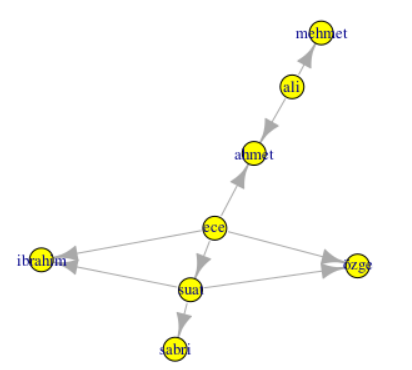 mehmet
ali
ahmet
ece
ibrahim
özge
suat
sabri